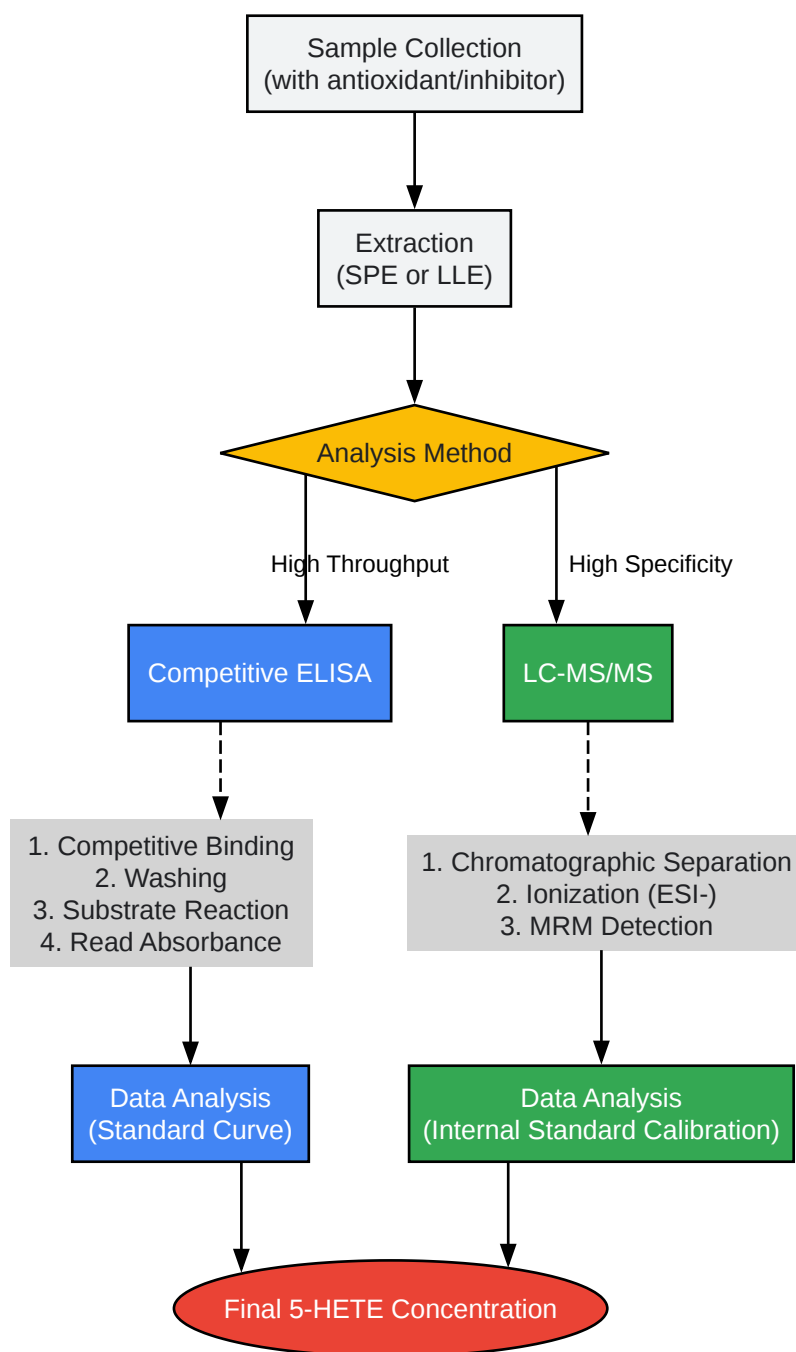 Sample Collection
(with antioxidant/inhibitor)
Extraction
(SPE or LLE)
Analysis Method
High Throughput
High Specificity
Competitive ELISA
LC-MS/MS
1. Competitive Binding
2. Washing
3. Substrate Reaction
4. Read Absorbance
1. Chromatographic Separation
2. Ionization (ESI-)
3. MRM Detection
Data Analysis
(Standard Curve)
Data Analysis
(Internal Standard Calibration)
Final 5-HETE Concentration